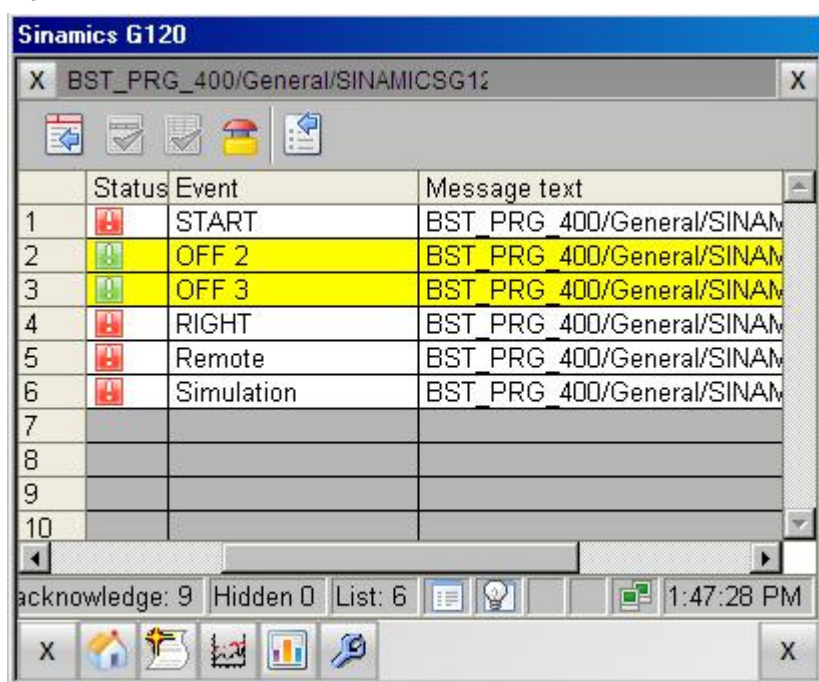 Sinamics G120
X BST_PRG_400/General/SINAMICSG12 X
Status Event Message text
1 START BST_PRG_400/General/SINAM
2 OFF 2 BST_PRG_400/General/SINAM
3 OFF 3 BST_PRG_400/General/SINAM
4 RIGHT BST_PRG_400/General/SINAM
5 Remote BST_PRG_400/General/SINAM
6 Simulation BST_PRG_400/General/SINAM
7
8
9
10
acknowledge: 9 Hidden 0 List: 6 1:47:28 PM
X X